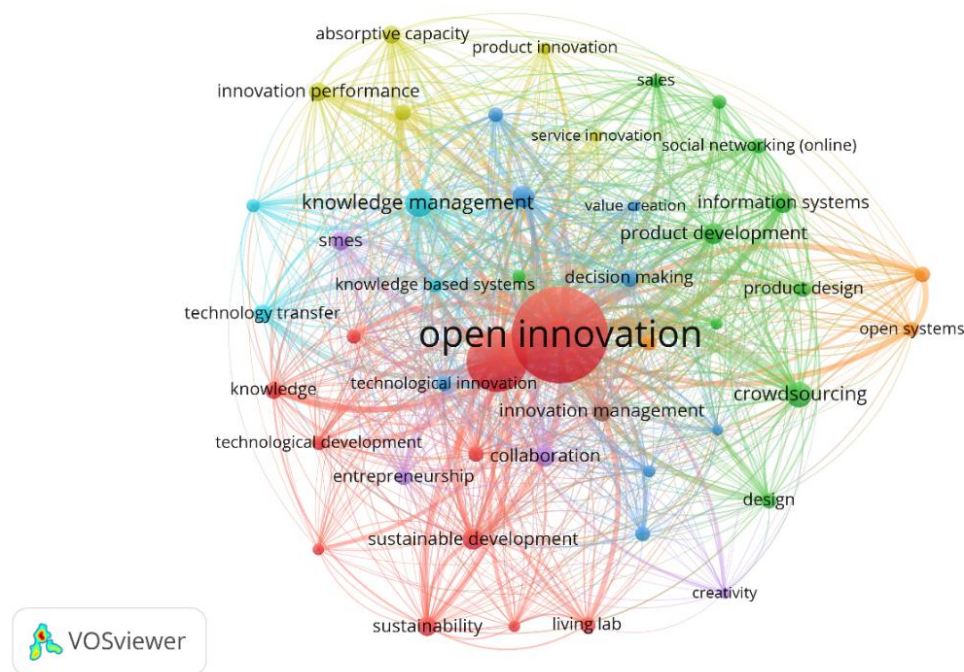 absorptive capacity
product innovation
sales
innovation performance
service innovation
social networking (online)
knowledge management
value creation
information systems
product development
smes
knowledge based systems
decision making
product design
technology transfer
open innovation
open systems
knowledge
technological innovation
crowdsourcing
innovation management
technological development
collaboration
entrepreneurship
design
sustainable development
creativity
sustainability
living lab
VOSviewer